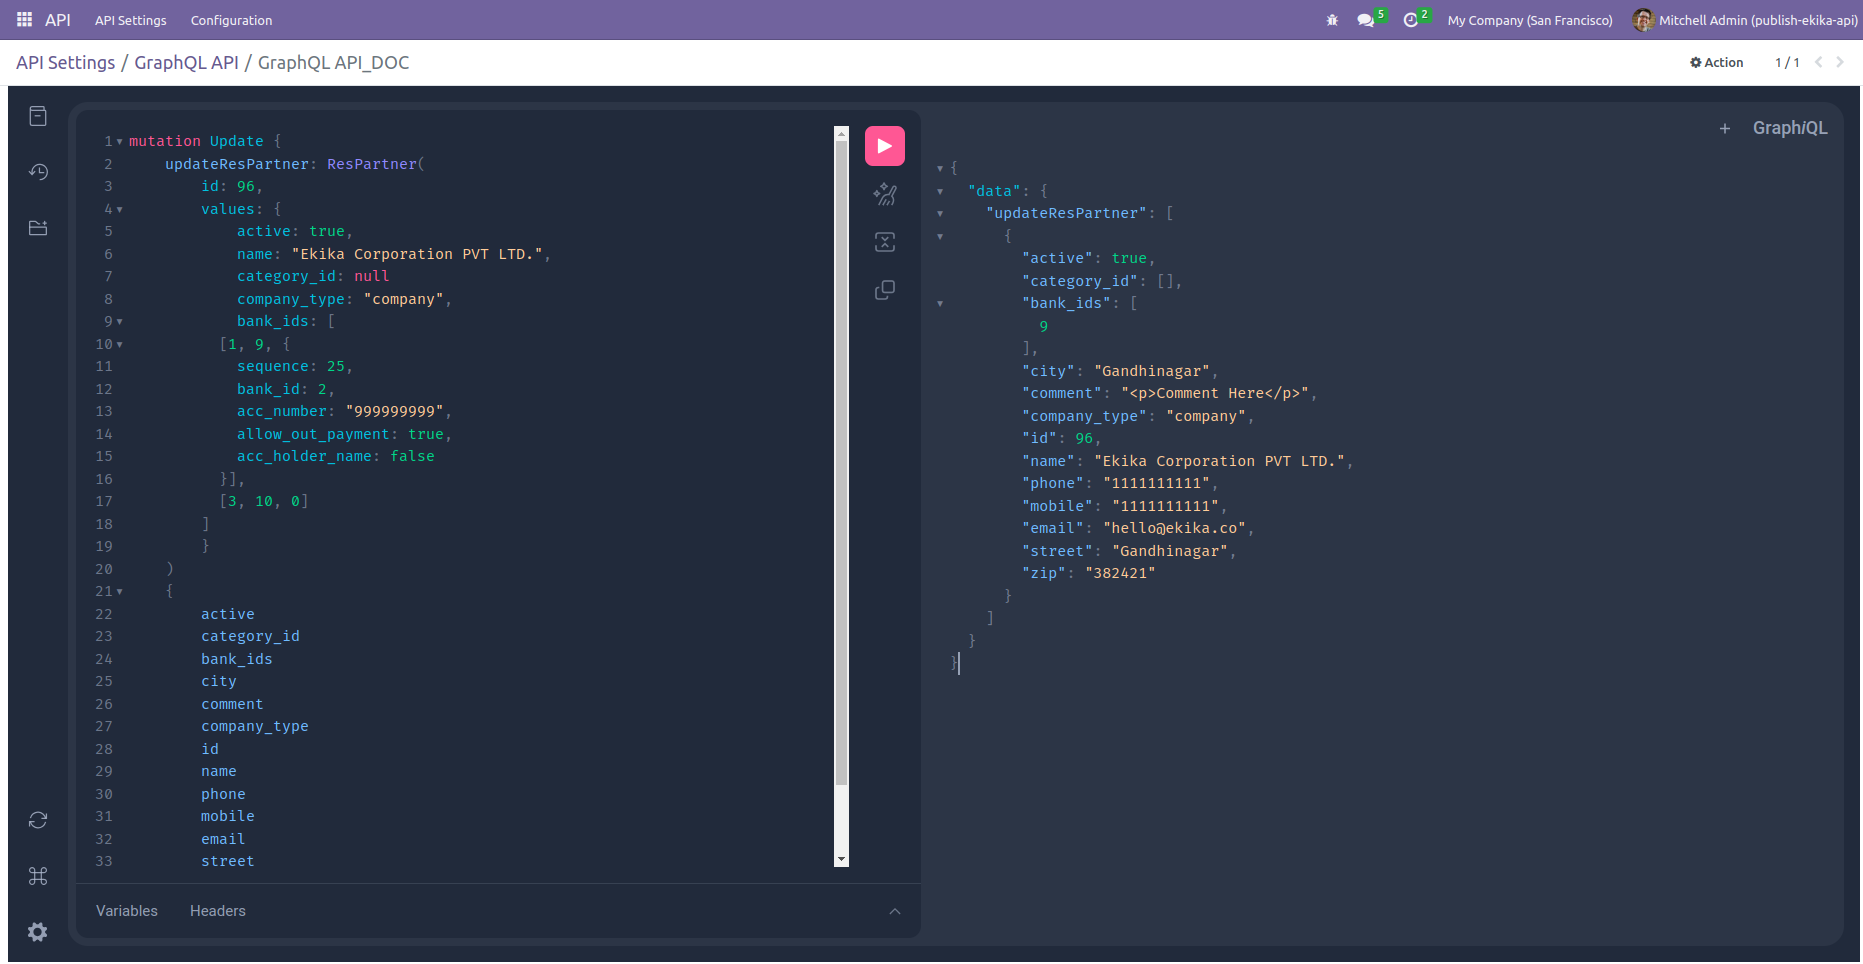 API API Settings Configuration 5 2 My Company (San Francisco) Mitchell Admin (publish-ekika-api)
API Settings / GraphQL API / GraphQL API_DOC Action 1 / 1
1 mutation Update {
2 updateResPartner: ResPartner(
3 id: 96,
4 values: {
5 active: true,
6 name: "Ekika Corporation PVT LTD.",
7 category_id: null
8 company_type: "company",
9 bank_ids: [
10 [1, 9, {
11 sequence: 25,
12 bank_id: 2,
13 acc_number: "999999999",
14 allow_out_payment: true,
15 acc_holder_name: false
16 }],
17 [3, 10, 0]
18 ]
19 }
20 )
21 {
22 active
23 category_id
24 bank_ids
25 city
26 comment
27 company_type
28 id
29 name
30 phone
31 mobile
32 email
33 street
Variables Headers
+ GraphiQL
{
"data": {
"updateResPartner": [
{
"active": true,
"category_id": [],
"bank_ids": [
9
],
"city": "Gandhinagar",
"comment": "<p>Comment Here</p>",
"company_type": "company",
"id": 96,
"name": "Ekika Corporation PVT LTD.",
"phone": "1111111111",
"mobile": "1111111111",
"email": "hello@ekika.co",
"street": "Gandhinagar",
"zip": "382421"
}
]
}
}